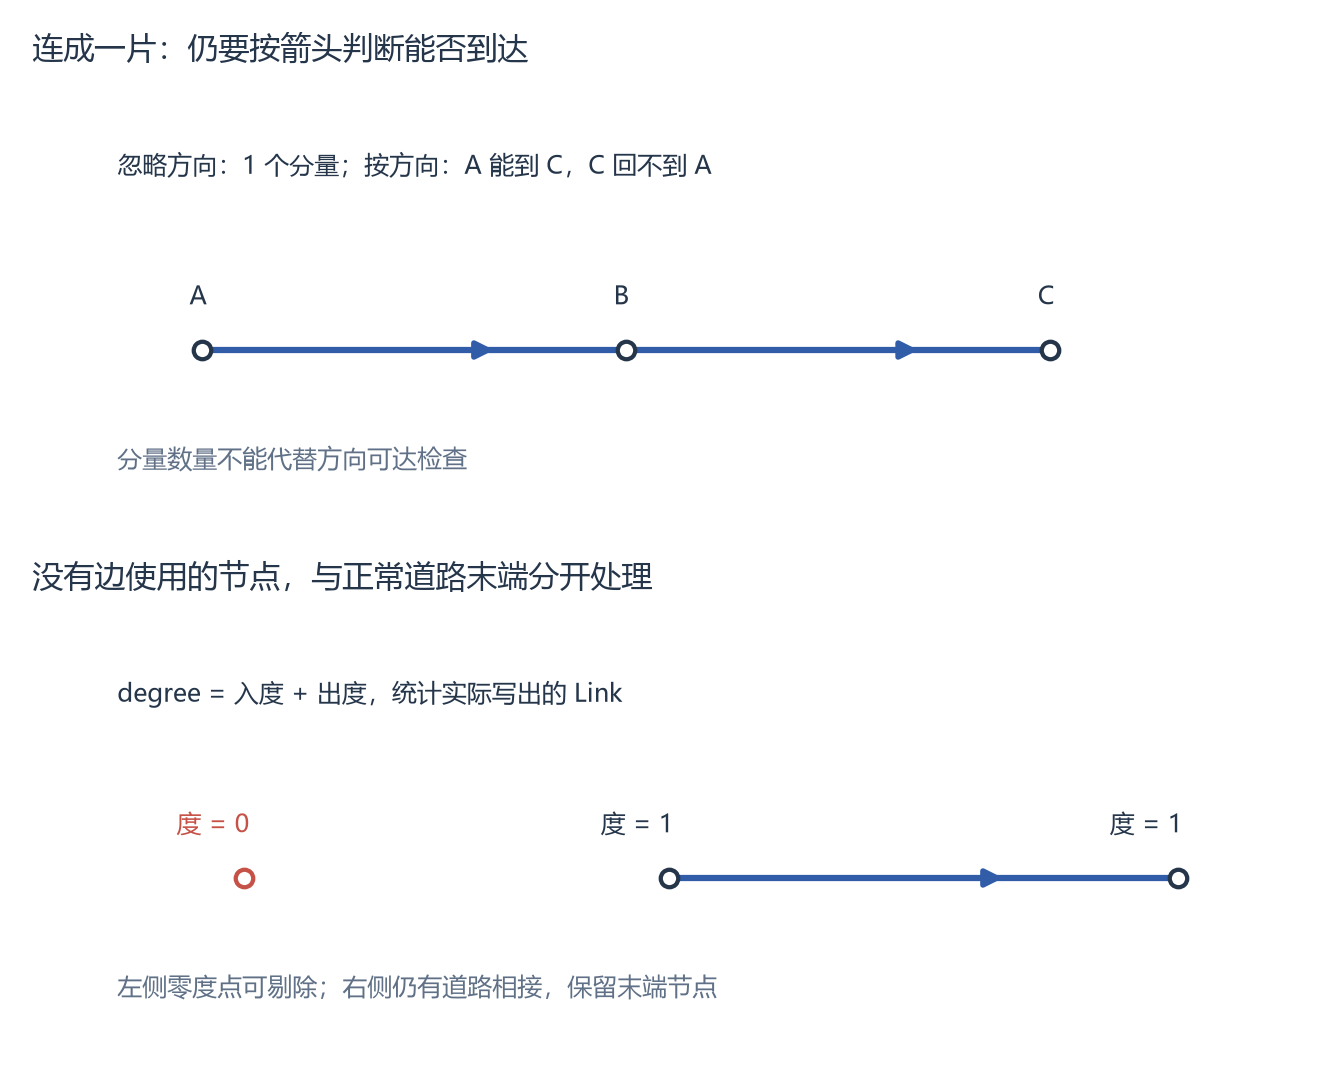 连成一片：仍要按箭头判断能否到达
忽略方向：1 个分量；按方向：A 能到 C，C 回不到 A
A
B
C
分量数量不能代替方向可达检查
没有边使用的节点，与正常道路末端分开处理
degree = 入度 + 出度，统计实际写出的 Link
度 = 0
度 = 1
度 = 1
左侧零度点可剔除；右侧仍有道路相接，保留末端节点